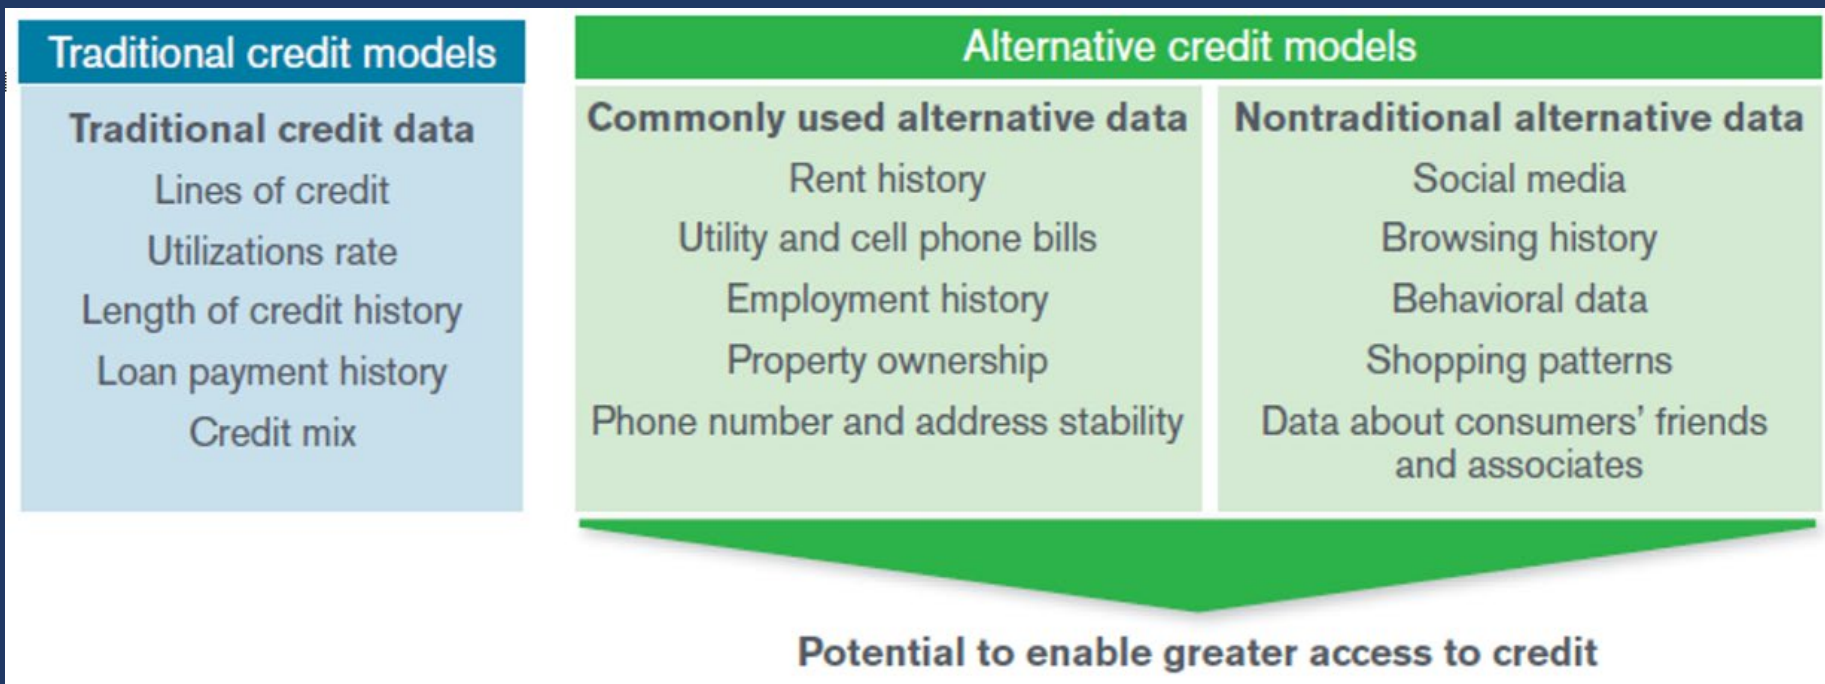 Traditional credit models
Traditional credit data
Lines of credit
Utilizations rate
Length of credit history
Loan payment history
Credit mix
Alternative credit models
Commonly used alternative data
Rent history
Utility and cell phone bills
Employment history
Property ownership
Phone number and address stability
Nontraditional alternative data
Social media
Browsing history
Behavioral data
Shopping patterns
Data about consumers’ friends
and associates
Potential to enable greater access to credit